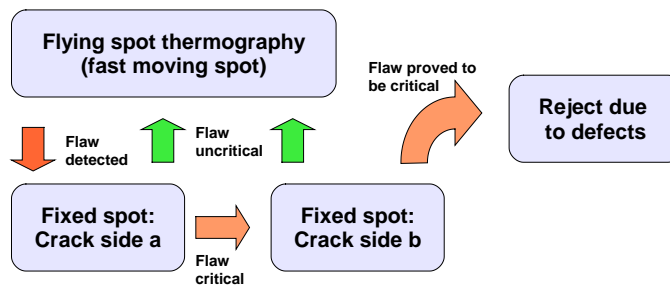 Flying spot thermography
(fast moving spot)
Flaw proved to
be critical
Reject due
to defects
Flaw
detected
Flaw
uncritical
Fixed spot:
Crack side a
Flaw
critical
Fixed spot:
Crack side b